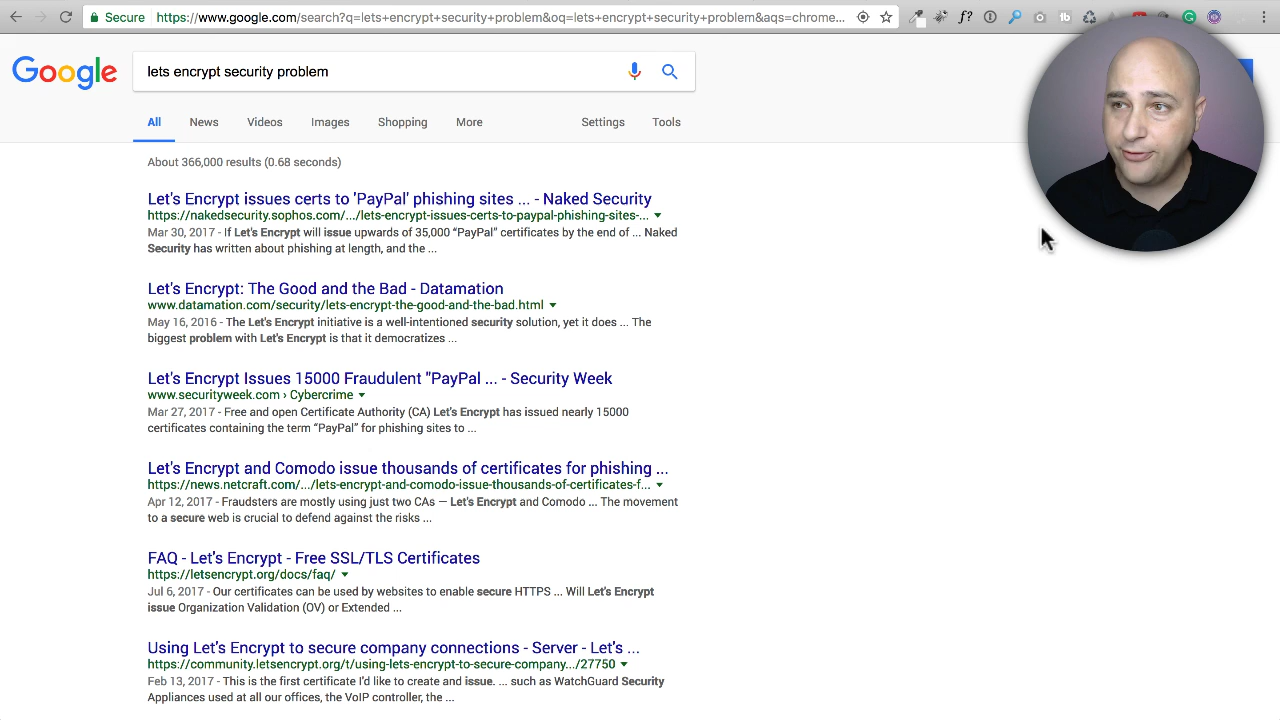 Secure https://www.google.com/search?q=lets+encrypt+security+problem&oq=lets+encrypt+security+problem&aqs=chrome...
Google
lets encrypt security problem
All News Videos Images Shopping More Settings Tools
About 366,000 results (0.68 seconds)
Let's Encrypt issues certs to 'PayPal' phishing sites ... - Naked Security
https://nakedsecurity.sophos.com/.../lets-encrypt-issues-certs-to-paypal-phishing-sites-...
Mar 30, 2017 - If Let's Encrypt will issue upwards of 35,000 “PayPal” certificates by the end of ... Naked
Security has written about phishing at length, and the ...
Let's Encrypt: The Good and the Bad - Datamation
www.datamation.com/security/lets-encrypt-the-good-and-the-bad.html
May 16, 2016 - The Let's Encrypt initiative is a well-intentioned security solution, yet it does ... The
biggest problem with Let's Encrypt is that it democratizes ...
Let's Encrypt Issues 15000 Fraudulent "PayPal ... - Security Week
www.securityweek.com › Cybercrime
Mar 27, 2017 - Free and open Certificate Authority (CA) Let's Encrypt has issued nearly 15000
certificates containing the term “PayPal” for phishing sites to ...
Let's Encrypt and Comodo issue thousands of certificates for phishing ...
https://news.netcraft.com/.../lets-encrypt-and-comodo-issue-thousands-of-certificates-f...
Apr 12, 2017 - Fraudsters are mostly using just two CAs — Let's Encrypt and Comodo ... The movement
to a secure web is crucial to defend against the risks ...
FAQ - Let's Encrypt - Free SSL/TLS Certificates
https://letsencrypt.org/docs/faq/
Jul 6, 2017 - Our certificates can be used by websites to enable secure HTTPS ... Will Let's Encrypt
issue Organization Validation (OV) or Extended ...
Using Let's Encrypt to secure company connections - Server - Let's ...
https://community.letsencrypt.org/t/using-lets-encrypt-to-secure-company.../27750
Feb 13, 2017 - This is the first certificate I'd like to create and issue. ... such as WatchGuard Security
Appliances used at all our offices, the VoIP controller, the ...